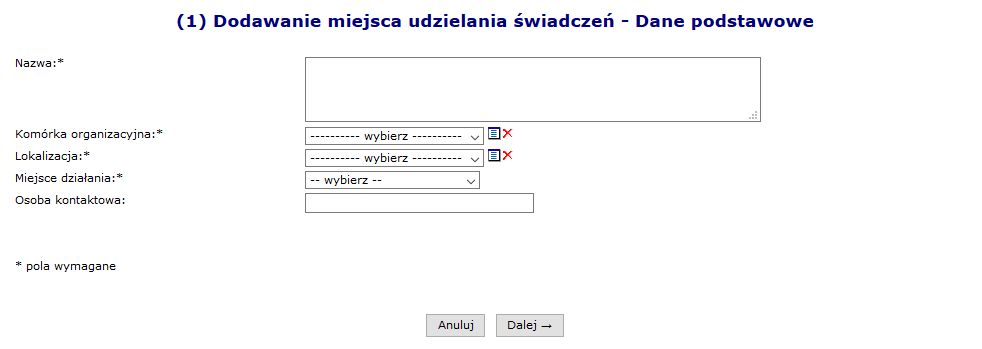 (1) Dodawanie miejsca udzielania świadczeń - Dane podstawowe
Nazwa:*
Komórka organizacyjna:* ---------- wybierz ----------
Lokalizacja:* ---------- wybierz ----------
Miejsce działania:* -- wybierz --
Osoba kontaktowa:
* pola wymagane
Anuluj Dalej →